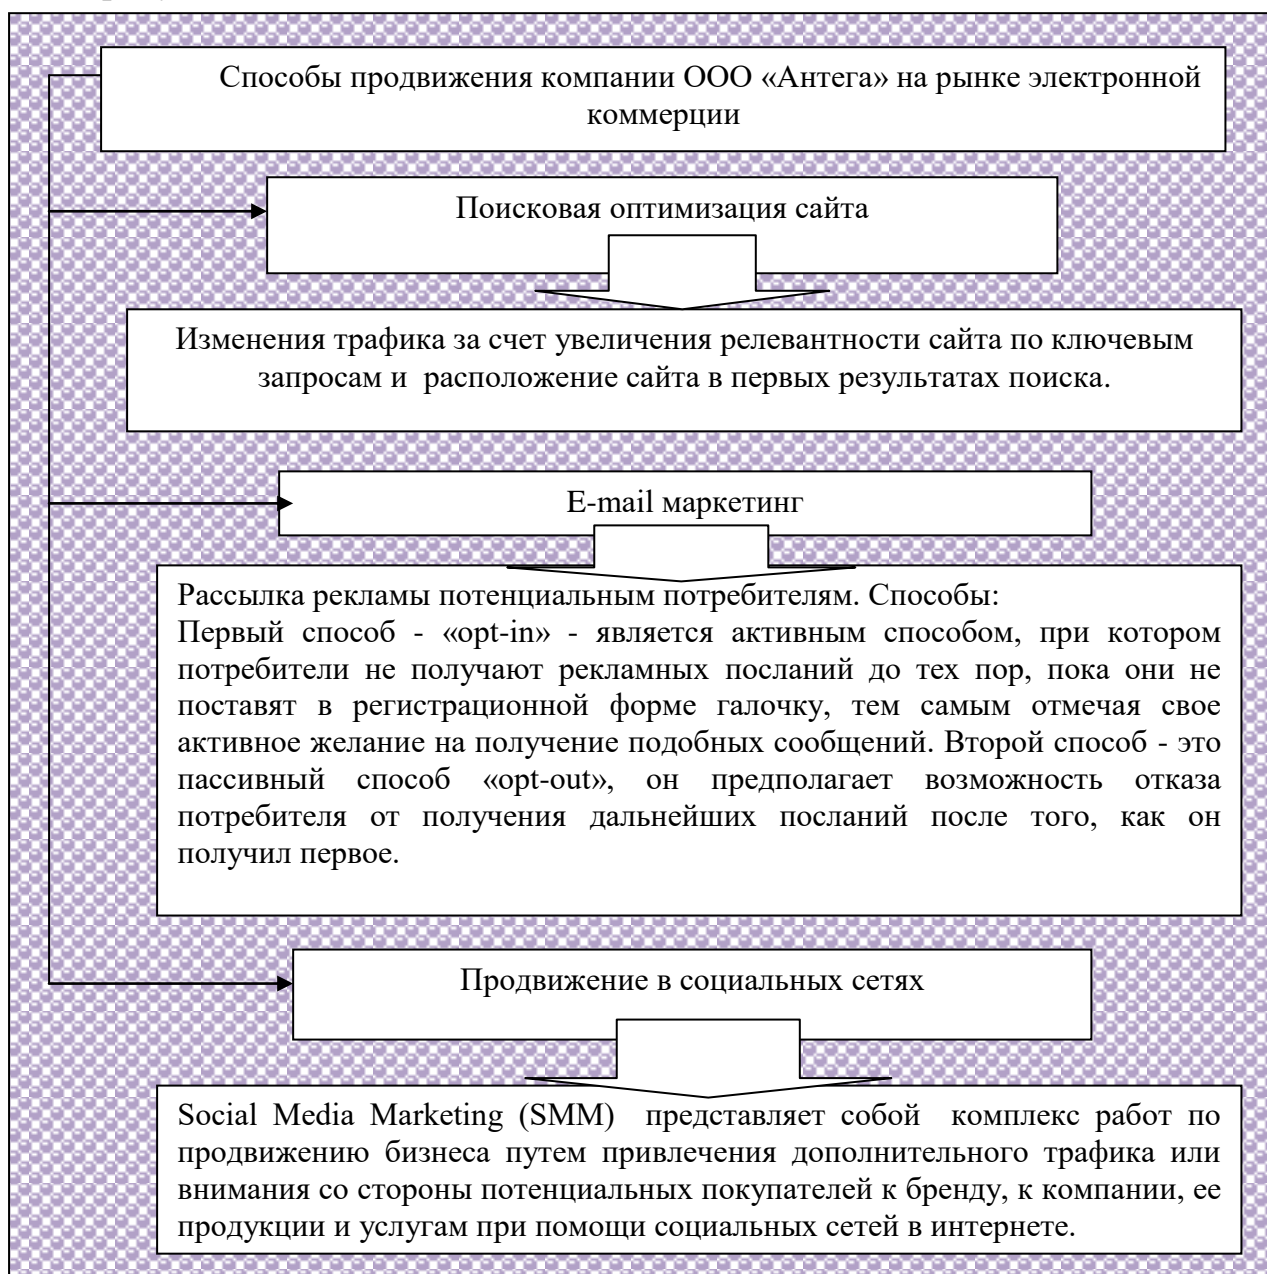 Способы продвижения компании ООО «Антега» на рынке электронной
коммерции
Поисковая оптимизация сайта
Изменения трафика за счет увеличения релевантности сайта по ключевым
запросам и  расположение сайта в первых результатах поиска.
E-mail маркетинг
Рассылка рекламы потенциальным потребителям. Способы:
Первый способ - «opt-in» - является активным способом, при котором
потребители не получают рекламных посланий до тех пор, пока они не
поставят в регистрационной форме галочку, тем самым отмечая свое
активное желание на получение подобных сообщений. Второй способ - это
пассивный способ «opt-out», он предполагает возможность отказа
потребителя от получения дальнейших посланий после того, как он
получил первое.
Продвижение в социальных сетях
Social Media Marketing (SMM)  представляет собой  комплекс работ по
продвижению бизнеса путем привлечения дополнительного трафика или
внимания со стороны потенциальных покупателей к бренду, к компании, ее
продукции и услугам при помощи социальных сетей в интернете.